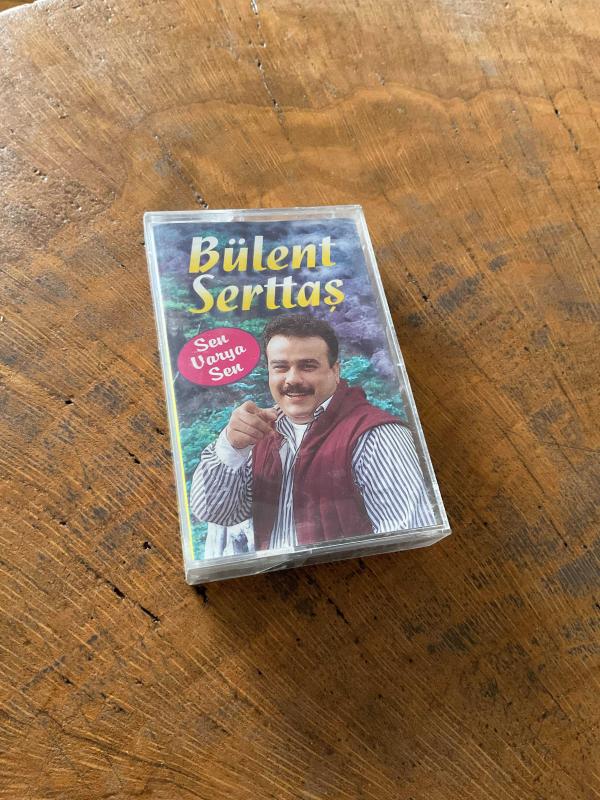 Bülent
Serttaş
Sen
Varya
Sen